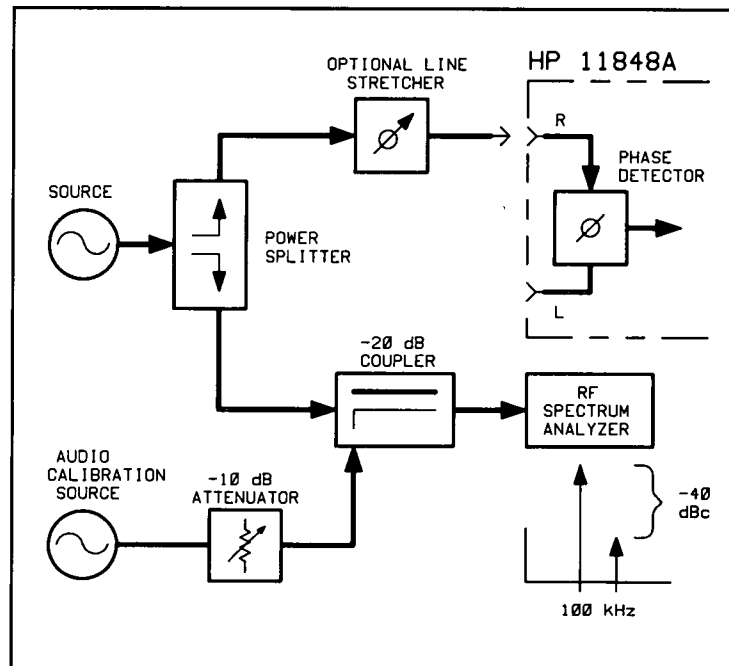 OPTIONAL LINE
STRETCHER
HP 11848A
R
PHASE
DETECTOR
SOURCE
POWER
SPLITTER
L
-20 dB
COUPLER
RF
SPECTRUM
ANALYZER
AUDIO
CALIBRATION
SOURCE
-10 dB
ATTENUATOR
-40
dBc
100 kHz